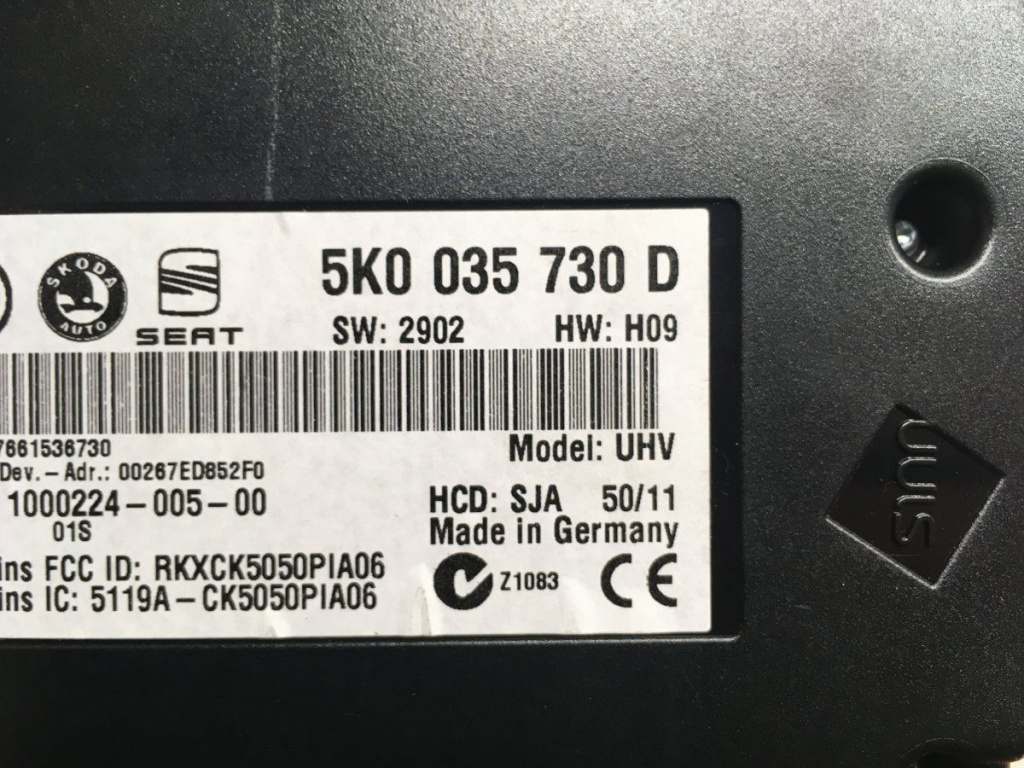 SKODA
AUTO
SEAT
5K0 035 730 D
SW: 2902 HW: H09
7661536730
Model: UHV
Dev.-Adr.: 00267ED852F0
1000224-005-00
01S
HCD: SJA 50/11
Made in Germany
ins FCC ID: RKXCK5050PIA06
ins IC: 5119A-CK5050PIA06
Z1083
CE